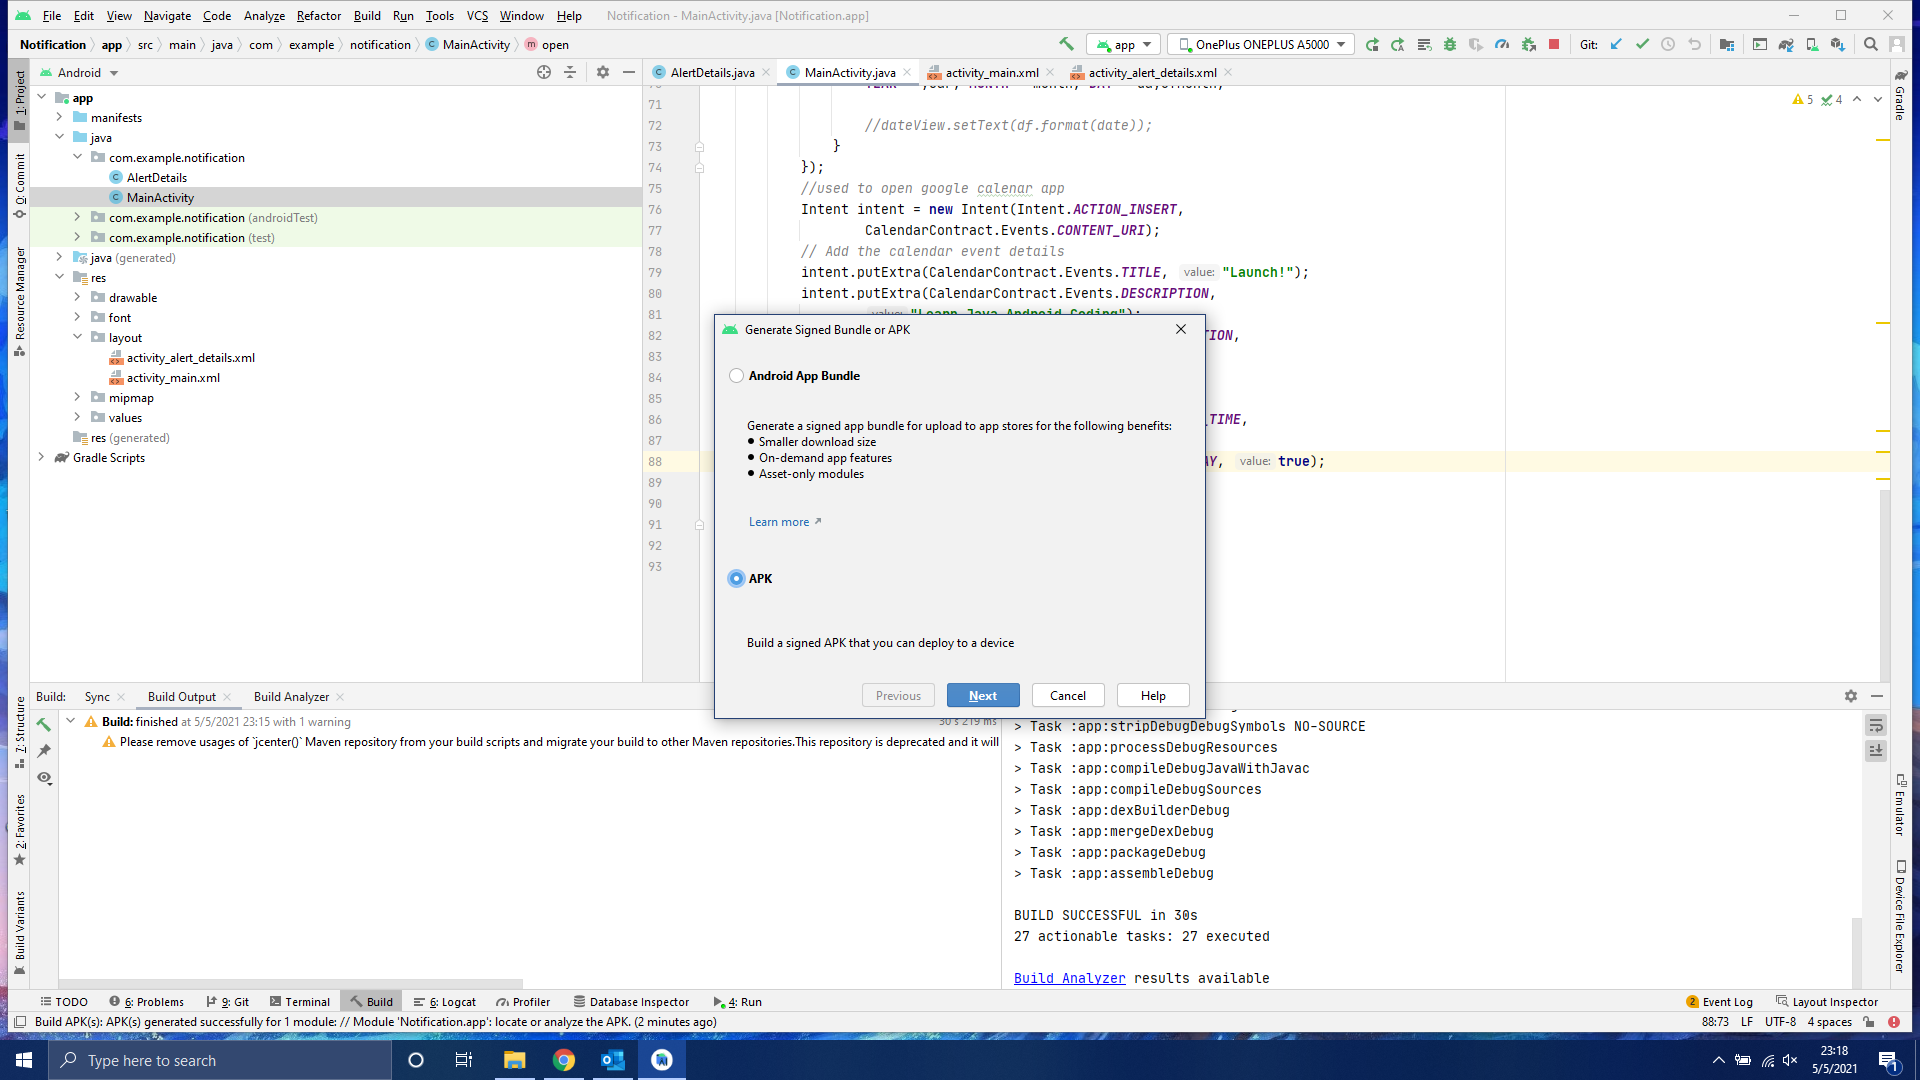 File Edit View Navigate Code Analyze Refactor Build Run Tools VCS Window Help Notification - MainActivity.java [Notification.app]
Notification app src main java com example notification MainActivity open
app OnePlus ONEPLUS A5000 Git:
Android
AlertDetails.java MainActivity.java activity_main.xml activity_alert_details.xml
1: Project
Commit
Resource Manager
7: Structure
2: Favorites
Build Variants
app
manifests
java
com.example.notification
AlertDetails
MainActivity
com.example.notification (androidTest)
com.example.notification (test)
java (generated)
res
drawable
font
layout
activity_alert_details.xml
activity_main.xml
mipmap
values
res (generated)
Gradle Scripts
5 4
71
72 //dateView.setText(df.format(date));
73 }
74 });
75 //used to open google calenar app
76 Intent intent = new Intent(Intent.ACTION_INSERT,
77 CalendarContract.Events.CONTENT_URI);
78 // Add the calendar event details
79 intent.putExtra(CalendarContract.Events.TITLE, value: "Launch!");
80 intent.putExtra(CalendarContract.Events.DESCRIPTION,
81 value: "Learn Java Android Coding");
82 TION,
83
84
85
86 _TIME,
87
88 AY, value: true);
89
90
91
92
93
Generate Signed Bundle or APK
Android App Bundle
Generate a signed app bundle for upload to app stores for the following benefits:
● Smaller download size
● On-demand app features
● Asset-only modules
Learn more
APK
Build a signed APK that you can deploy to a device
Previous Next Cancel Help
Gradle
Emulator
Device File Explorer
Build: Sync Build Output Build Analyzer
Build: finished at 5/5/2021 23:15 with 1 warning 30 s 219 ms
Please remove usages of `jcenter()` Maven repository from your build scripts and migrate your build to other Maven repositories.This repository is deprecated and it will
> Task :app:stripDebugDebugSymbols NO-SOURCE
> Task :app:processDebugResources
> Task :app:compileDebugJavaWithJavac
> Task :app:compileDebugSources
> Task :app:dexBuilderDebug
> Task :app:mergeDexDebug
> Task :app:packageDebug
> Task :app:assembleDebug
BUILD SUCCESSFUL in 30s
27 actionable tasks: 27 executed
Build Analyzer results available
TODO 6: Problems 9: Git Terminal Build 6: Logcat Profiler Database Inspector 4: Run 2 Event Log Layout Inspector
Build APK(s): APK(s) generated successfully for 1 module: // Module 'Notification.app': locate or analyze the APK. (2 minutes ago) 88:73 LF UTF-8 4 spaces
Type here to search
23:18
5/5/2021
1